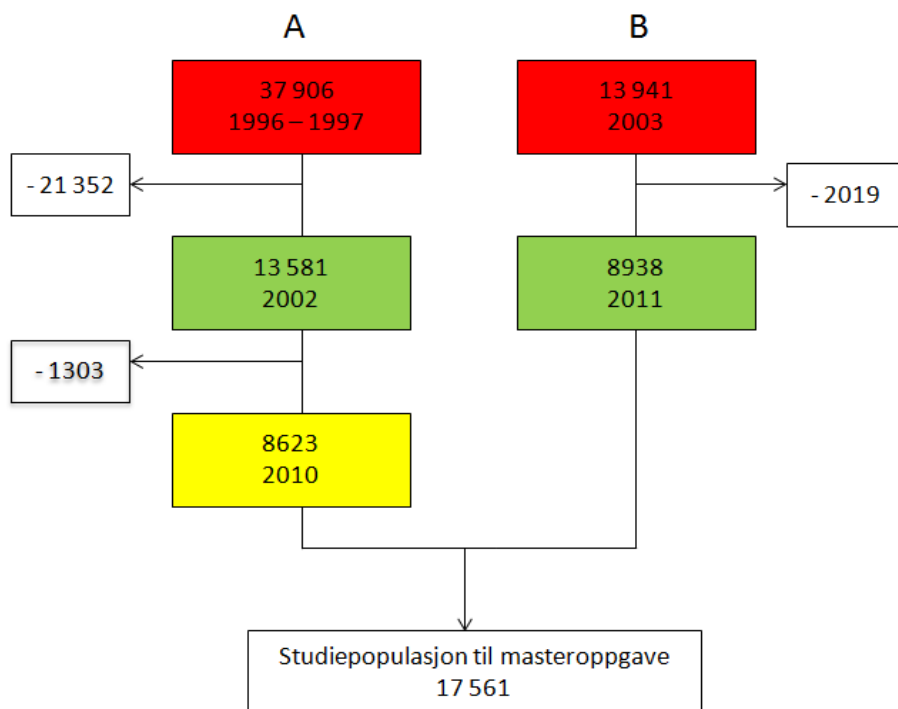 A
B
37 906
1996 – 1997
13 941
2003
- 21 352
- 2019
13 581
2002
8938
2011
- 1303
8623
2010
Studiepopulasjon til masteroppgave
17 561